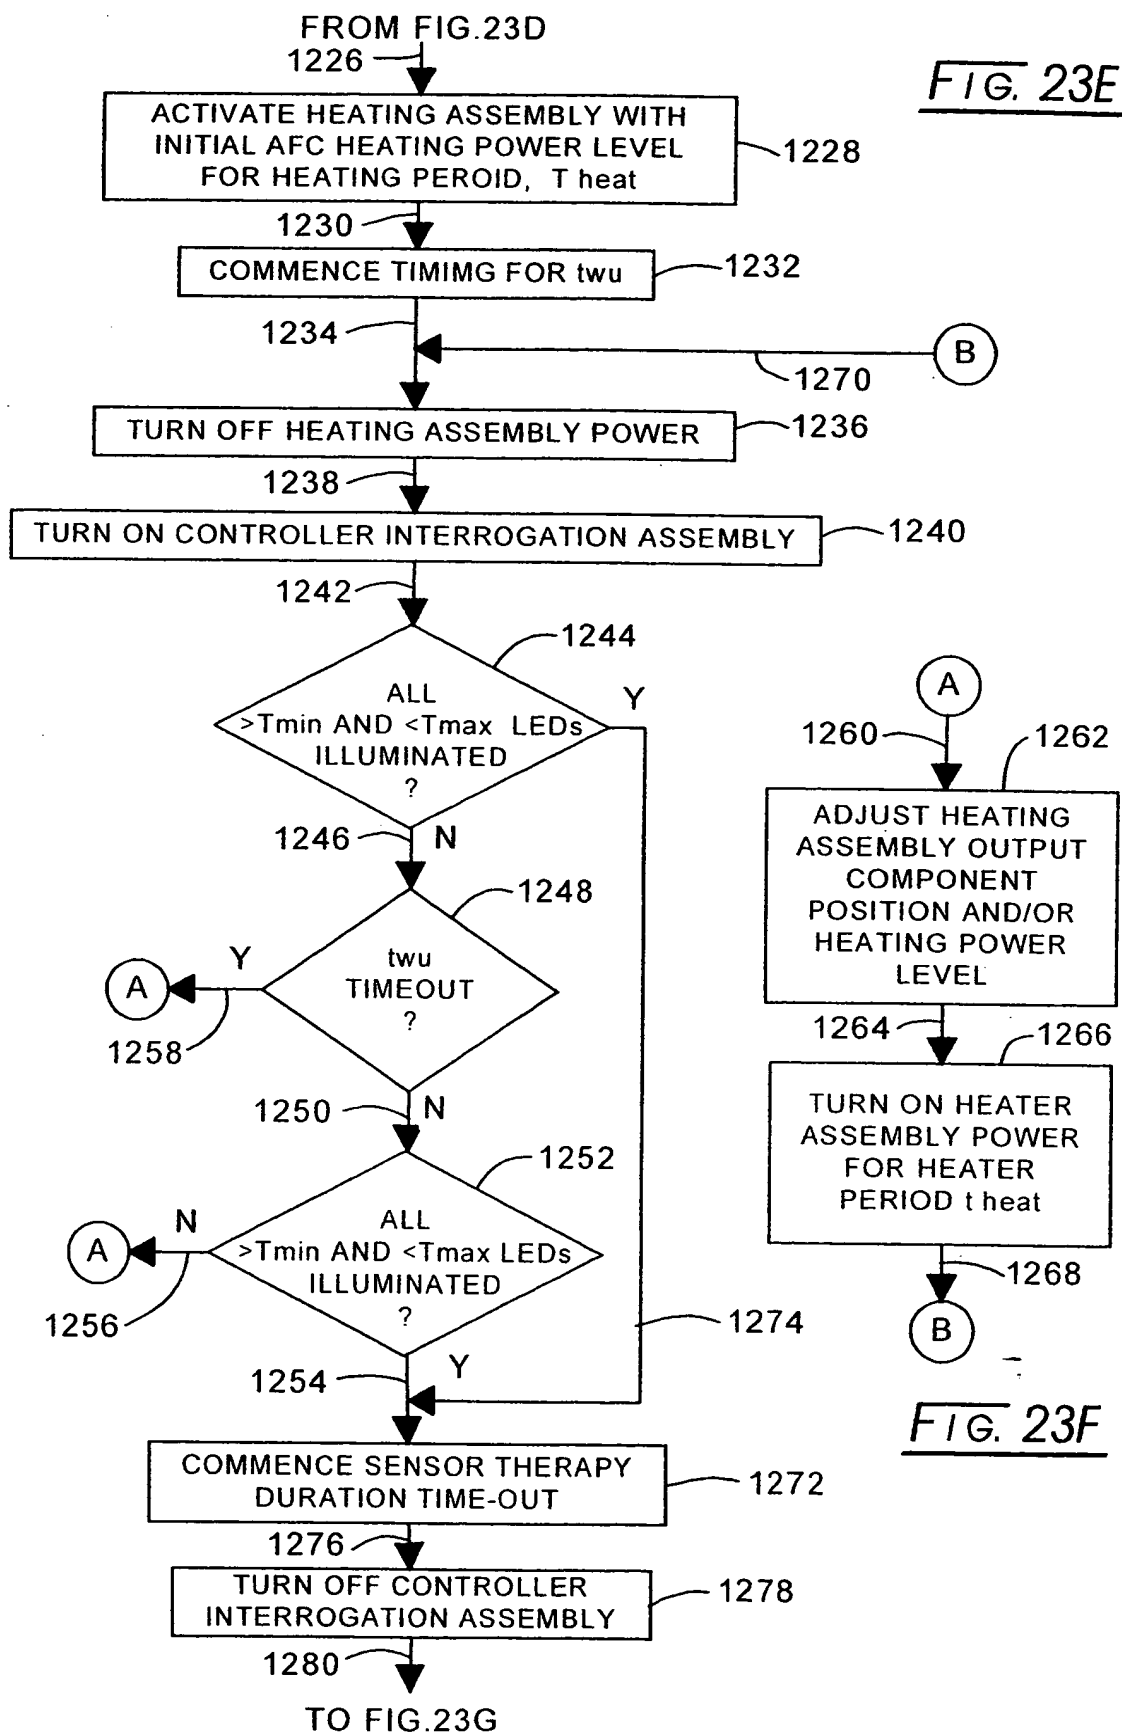 FROM FIG.23D
1226
FIG. 23E
ACTIVATE HEATING ASSEMBLY WITH
INITIAL AFC HEATING POWER LEVEL
FOR HEATING PEROID, T heat
1228
1230
COMMENCE TIMIMG FOR twu
1232
1234
B
1270
TURN OFF HEATING ASSEMBLY POWER
1236
1238
TURN ON CONTROLLER INTERROGATION ASSEMBLY
1240
1242
1244
ALL
>Tmin AND <Tmax LEDs
ILLUMINATED
?
Y
1246
N
1248
twu
TIMEOUT
?
Y
A
1258
1250
N
1252
ALL
>Tmin AND <Tmax LEDs
ILLUMINATED
?
N
A
1256
1274
1254
Y
COMMENCE SENSOR THERAPY
DURATION TIME-OUT
1272
1276
TURN OFF CONTROLLER
INTERROGATION ASSEMBLY
1278
1280
TO FIG.23G
A
1260
1262
ADJUST HEATING
ASSEMBLY OUTPUT
COMPONENT
POSITION AND/OR
HEATING POWER
LEVEL
1264
1266
TURN ON HEATER
ASSEMBLY POWER
FOR HEATER
PERIOD t heat
1268
B
FIG. 23F